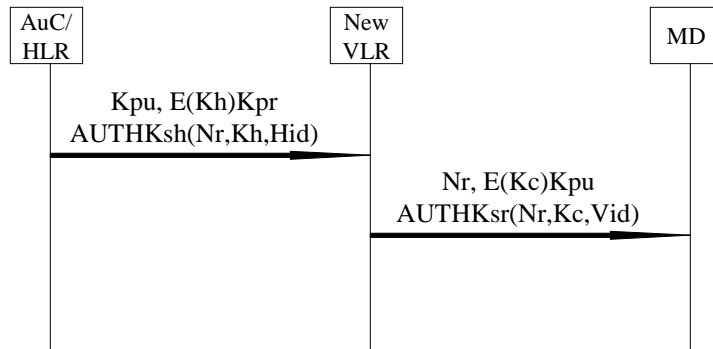 AuC/
HLR
New
VLR
MD
Kpu, E(Kh)Kpr
AUTHKsh(Nr,Kh,Hid)
Nr, E(Kc)Kpu
AUTHKsr(Nr,Kc,Vid)